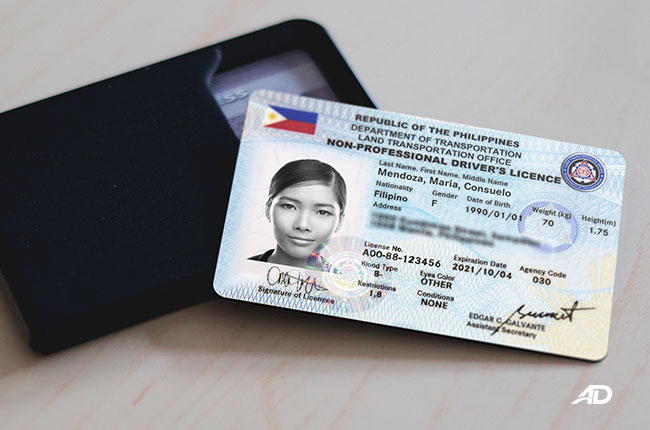 REPUBLIC OF THE PHILIPPINES
DEPARTMENT OF TRANSPORTATION
LAND TRANSPORTATION OFFICE
NON-PROFESSIONAL DRIVER'S LICENCE
Last Name, First Name, Middle Name
Mendoza, Maria, Consuelo
Nationality Gender Date of Birth Weight (kg) Height(m)
Filipino F 1990/01/01 70 1.75
Address
License No. Expiration Date Agency Code
A00-88-123456 2021/10/04 030
Blood Type Eyes Color
B- OTHER
Restrictions Conditions
1,8 NONE
Signature of Licencee
EDGAR C. GALVANTE
Assistant Secretary
AD